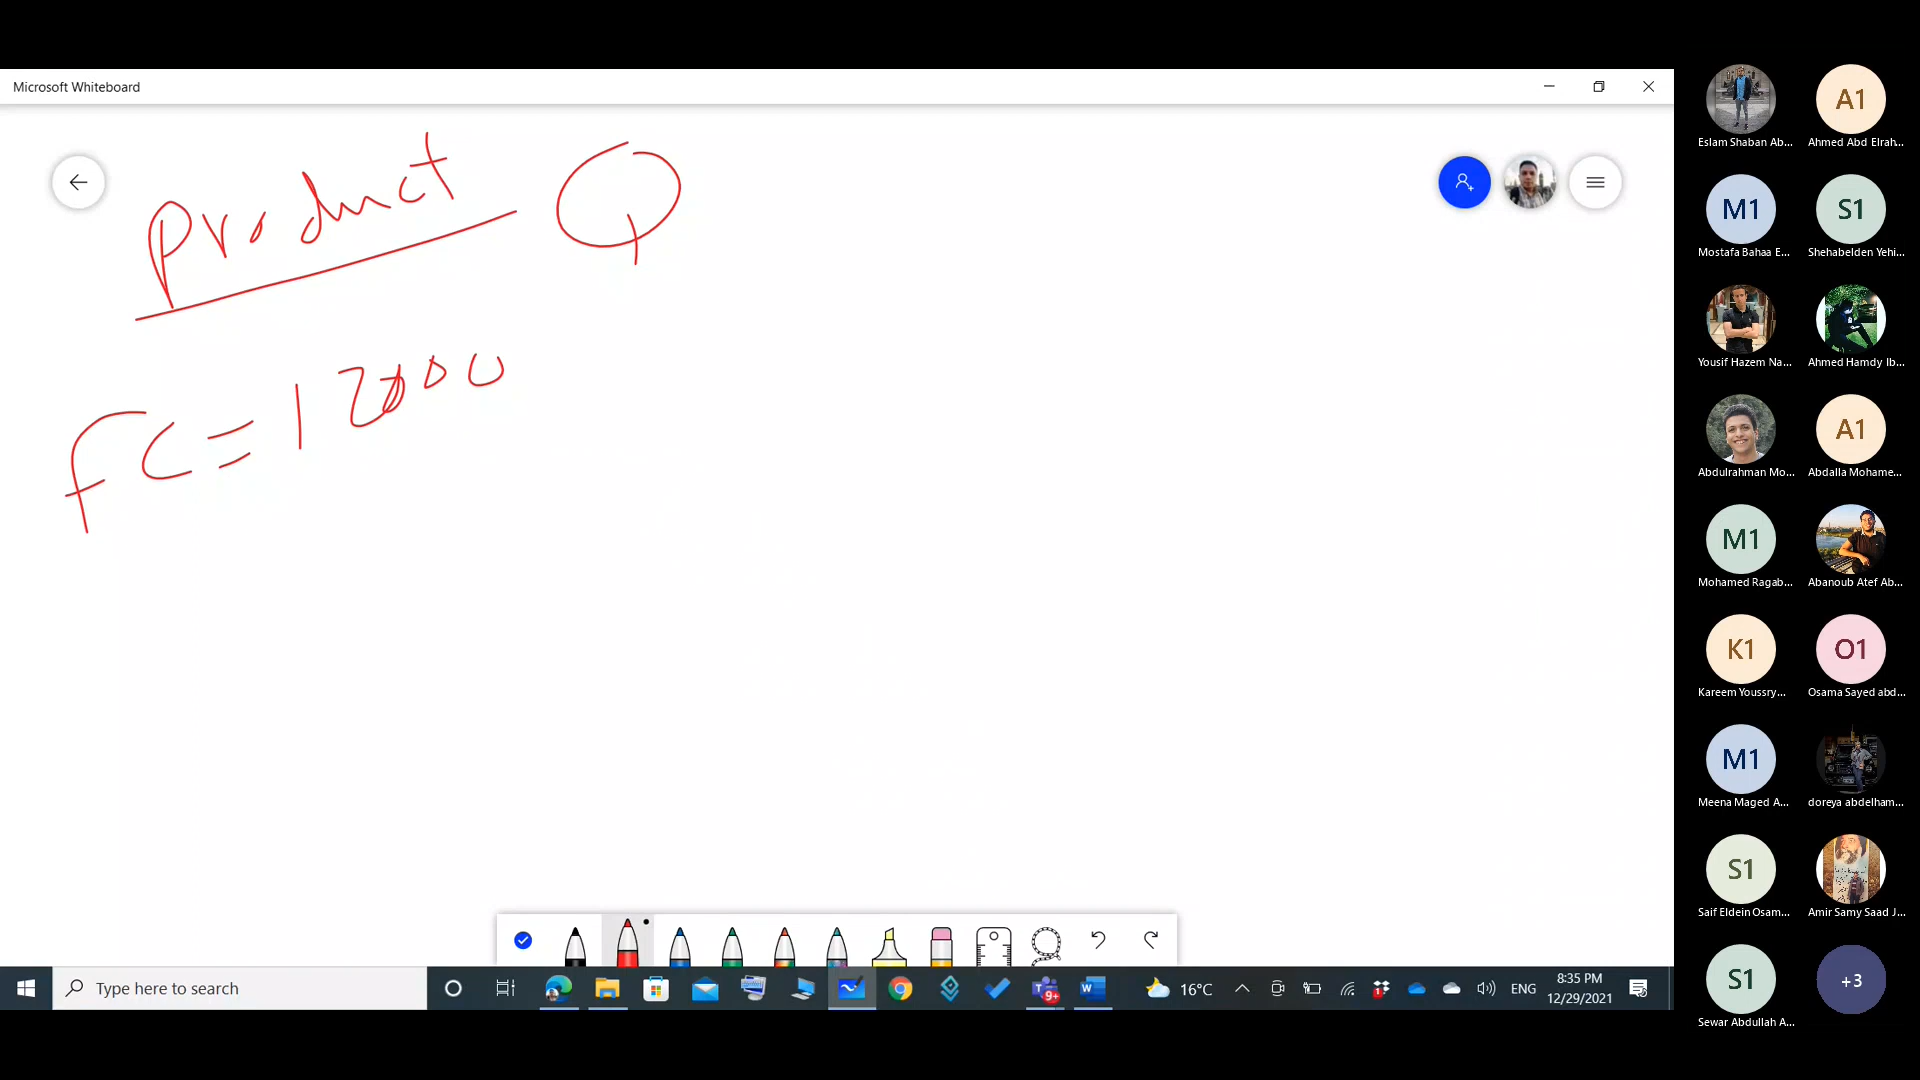 Microsoft Whiteboard
Product Q
FC = 12000
Eslam Shaban Ab...
A1
Ahmed Abd Elrah...
M1
Mostafa Bahaa E...
S1
Shehabelden Yehi...
Yousif Hazem Na...
Ahmed Hamdy Ib...
Abdulrahman Mo...
A1
Abdalla Mohame...
M1
Mohamed Ragab...
Abanoub Atef Ab...
K1
Kareem Youssry...
O1
Osama Sayed abd...
M1
Meena Maged A...
doreya abdelham...
S1
Saif Eldein Osam...
Amir Samy Saad J...
S1
Sewar Abdullah A...
+3
Type here to search
9+
W
16°C
ENG
8:35 PM
12/29/2021